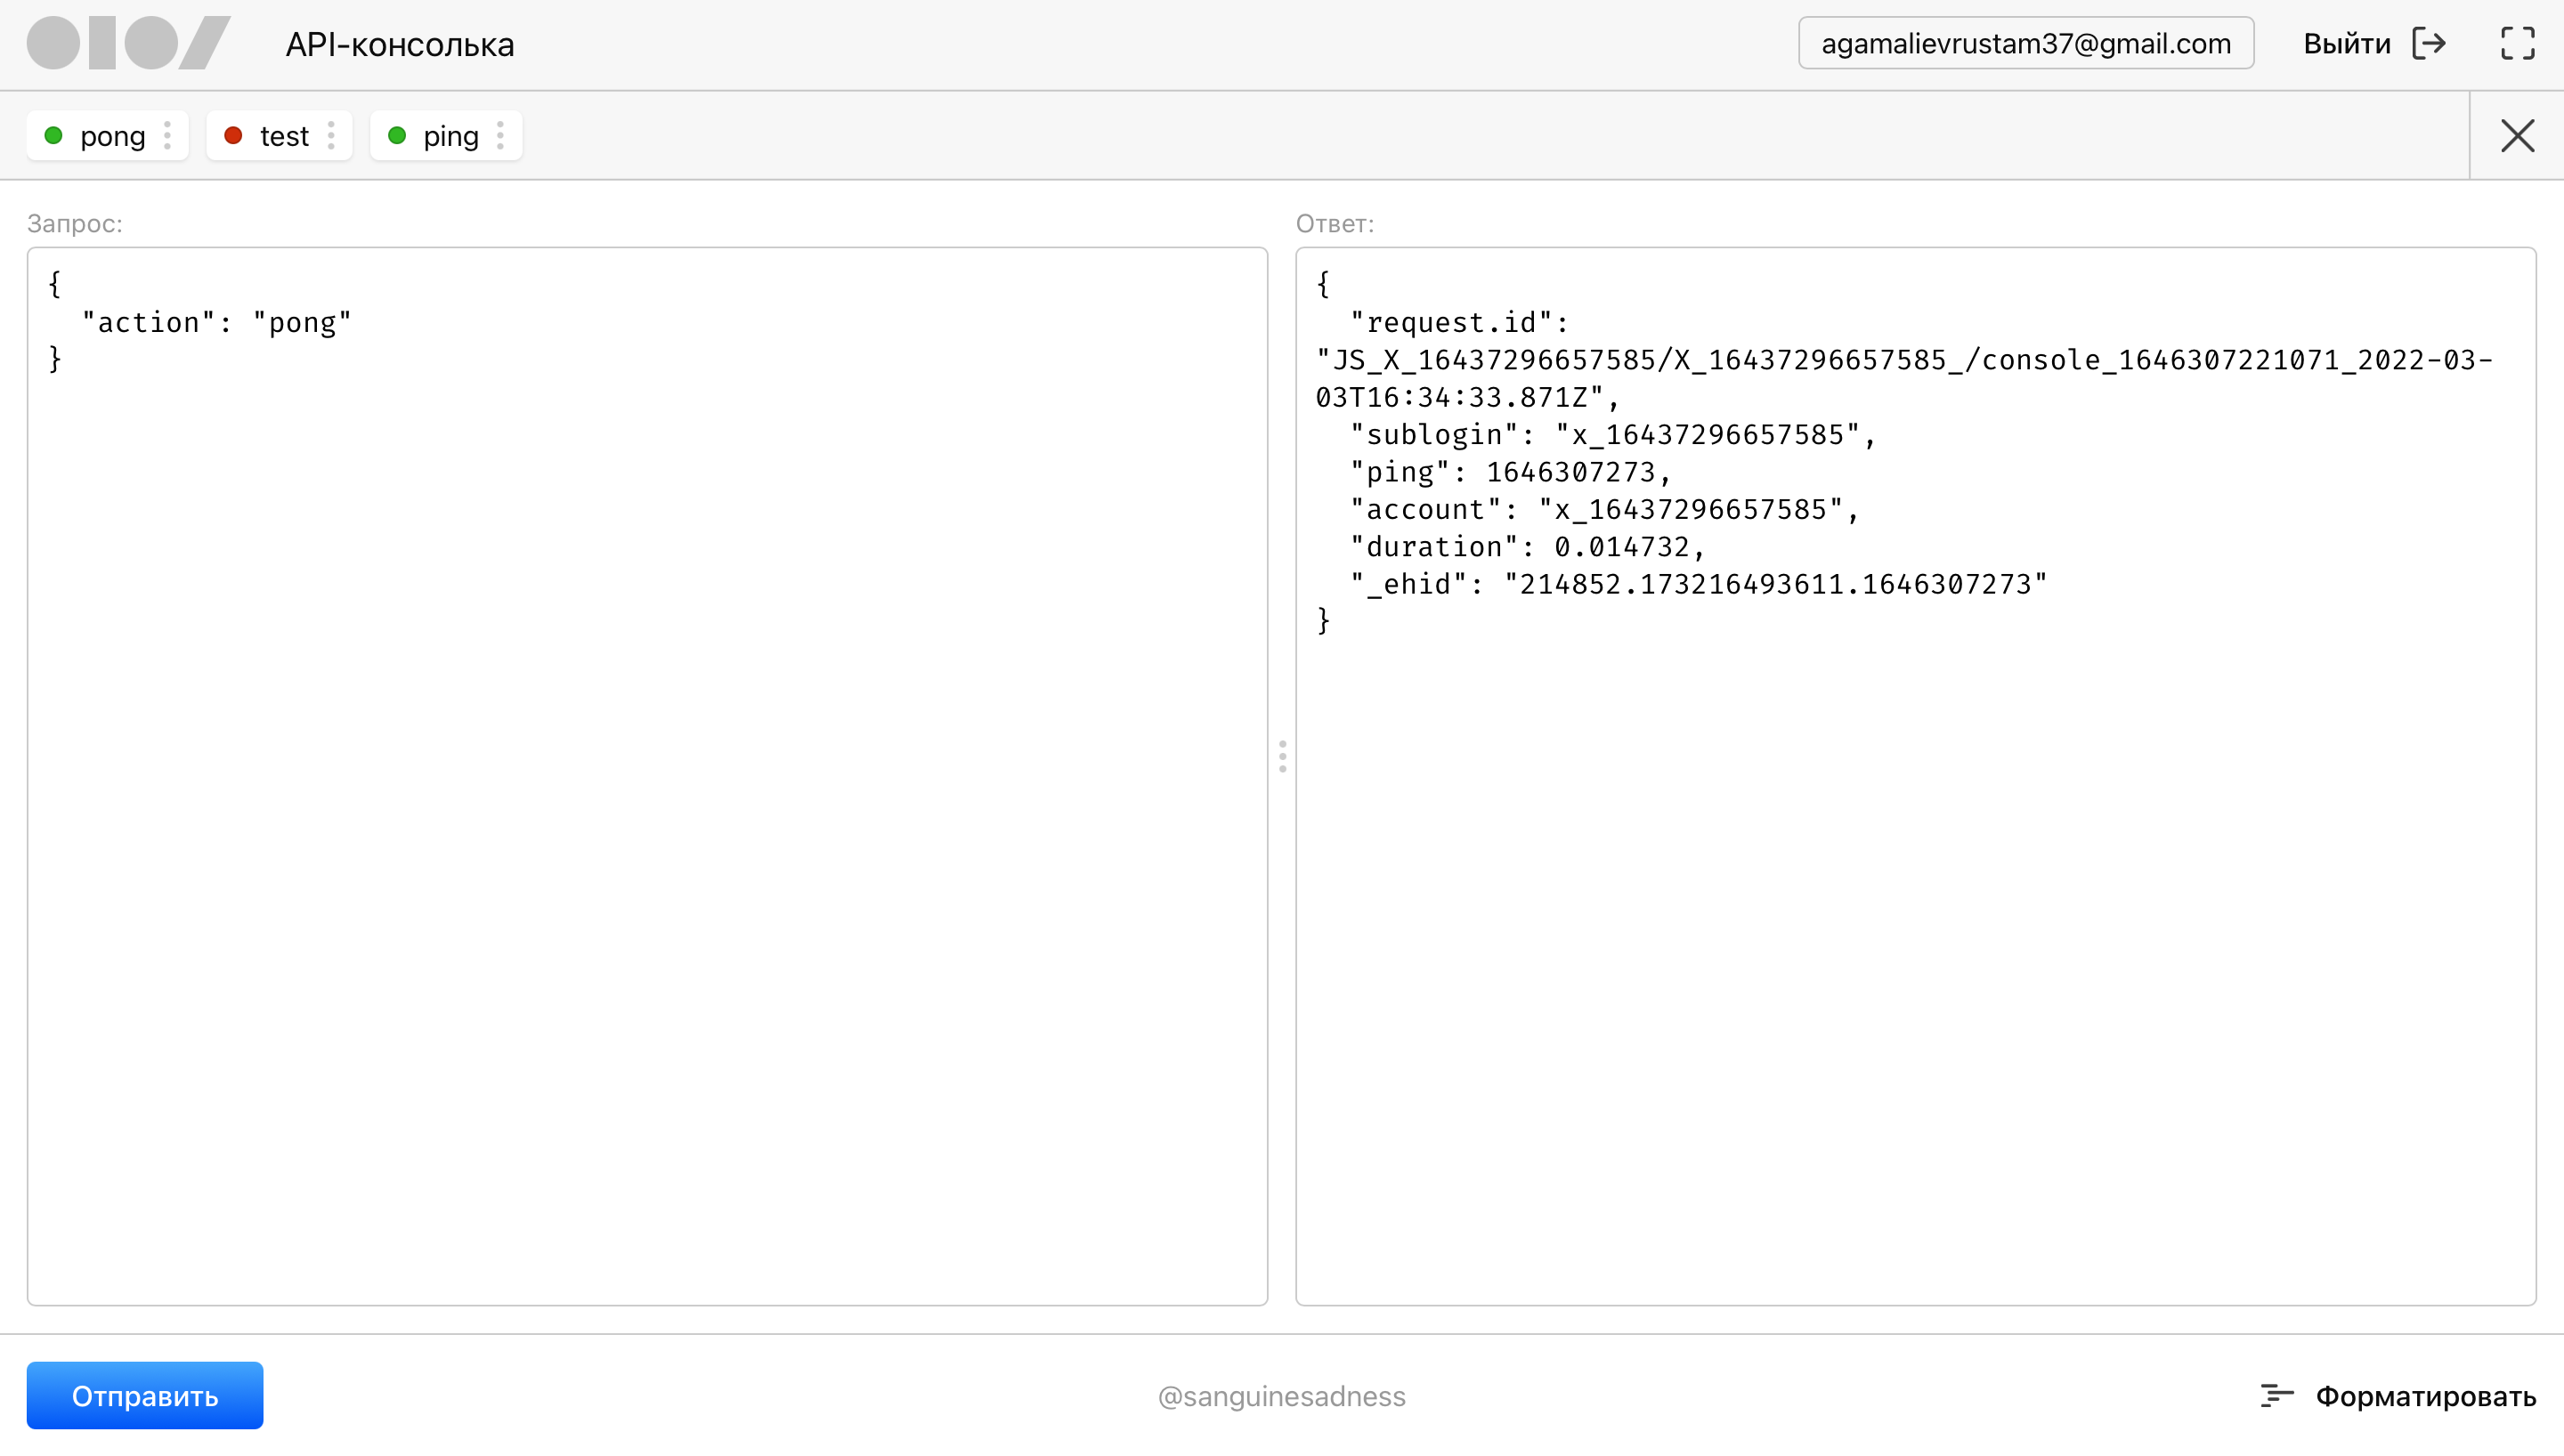 API-консолька
agamalievrustam37@gmail.com
Выйти
pong
test
ping
Запрос:
{
  "action": "pong"
}
Ответ:
{
  "request.id":
"JS_X_16437296657585/X_16437296657585_/console_1646307221071_2022-03-
03T16:34:33.871Z",
  "sublogin": "x_16437296657585",
  "ping": 1646307273,
  "account": "x_16437296657585",
  "duration": 0.014732,
  "_ehid": "214852.173216493611.1646307273"
}
Отправить
@sanguinesadness
Форматировать